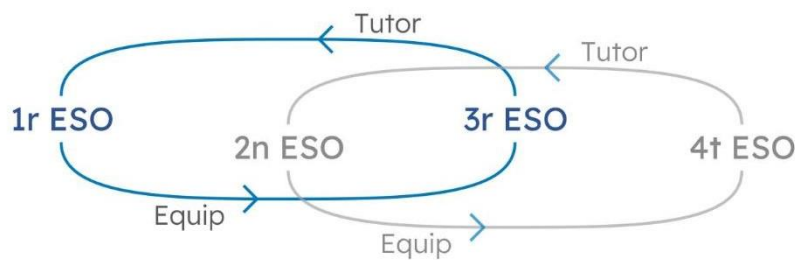 Tutor
Tutor
1r ESO
3r ESO
2n ESO
4t ESO
Equip
Equip